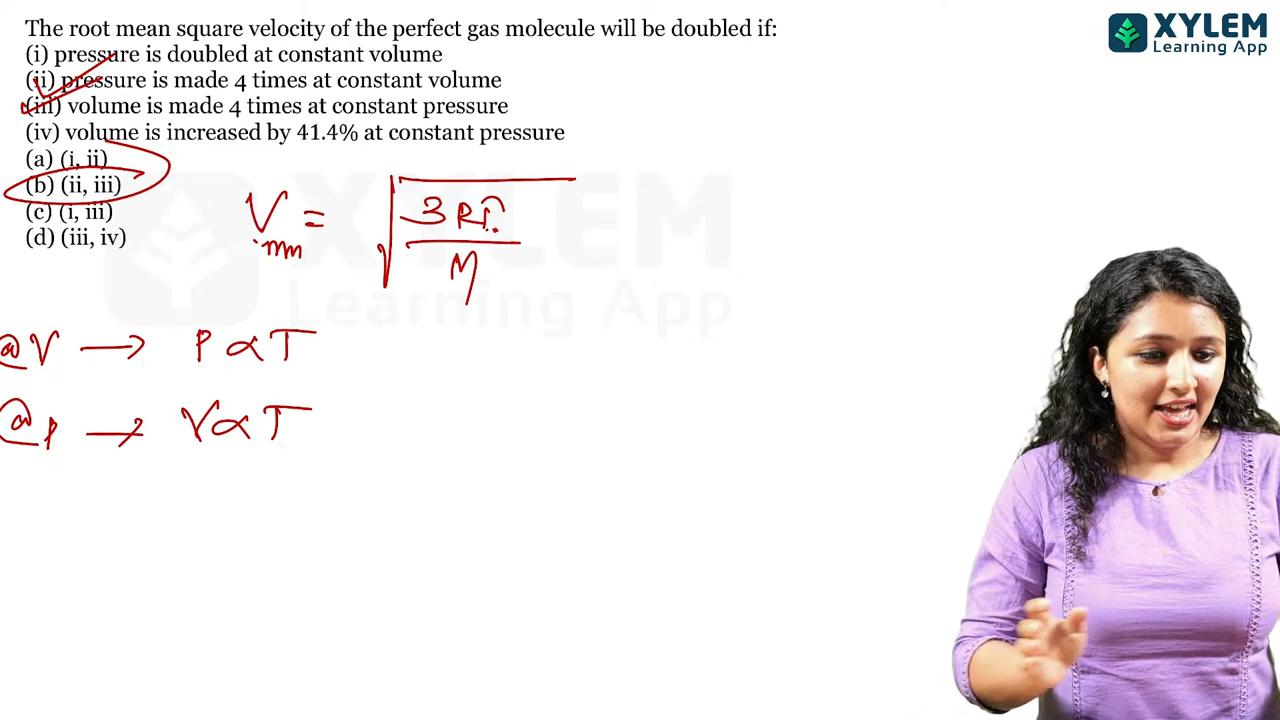 The root mean square velocity of the perfect gas molecule will be doubled if:
(i) pressure is doubled at constant volume
(ii) pressure is made 4 times at constant volume
(iii) volume is made 4 times at constant pressure
(iv) volume is increased by 41.4% at constant pressure
(a) (i, ii)
(b) (ii, iii)
(c) (i, iii)
(d) (iii, iv)
XYLEM
Learning App
XYLEM
Learning App
V =
3RT
M
@V → P ∝ T
@P → V ∝ T